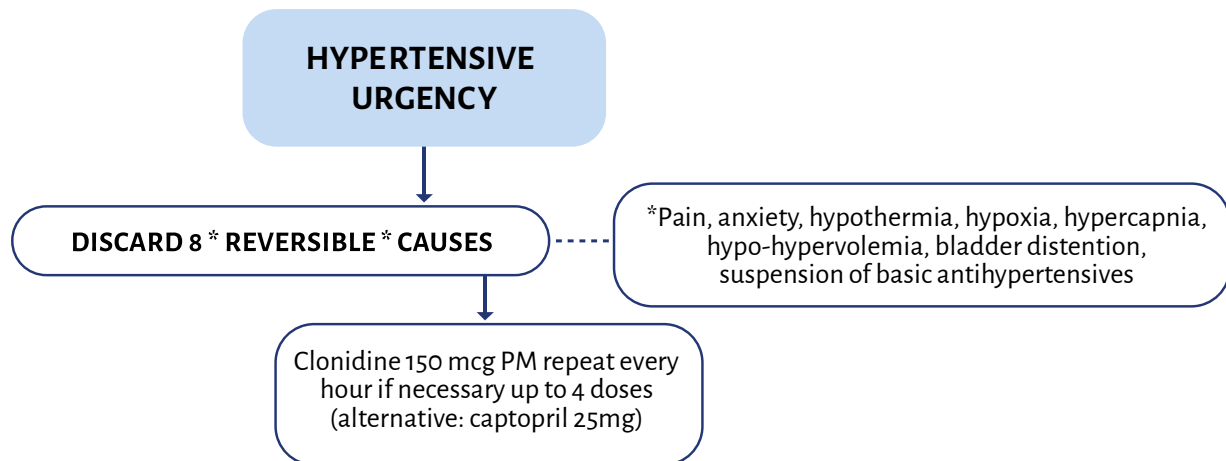 HYPERTENSIVE
URGENCY
DISCARD 8 * REVERSIBLE * CAUSES
*Pain, anxiety, hypothermia, hypoxia, hypercapnia,
hypo-hypervolemia, bladder distention,
suspension of basic antihypertensives
Clonidine 150 mcg PM repeat every
hour if necessary up to 4 doses
(alternative: captopril 25mg)